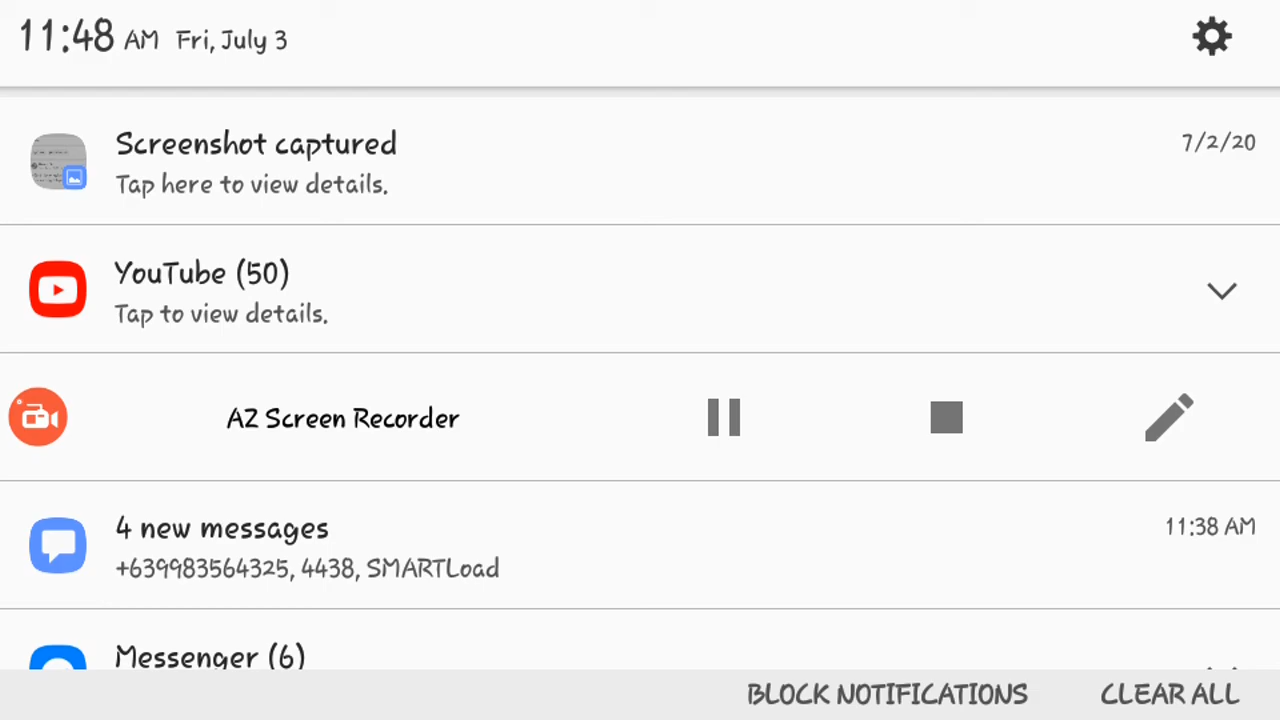 11:48 AM Fri, July 3
Screenshot captured
7/2/20
Tap here to view details.
YouTube (50)
Tap to view details.
AZ Screen Recorder
4 new messages
11:38 AM
+639983564325, 4438, SMARTLoad
Messenger (6)
BLOCK NOTIFICATIONS
CLEAR ALL